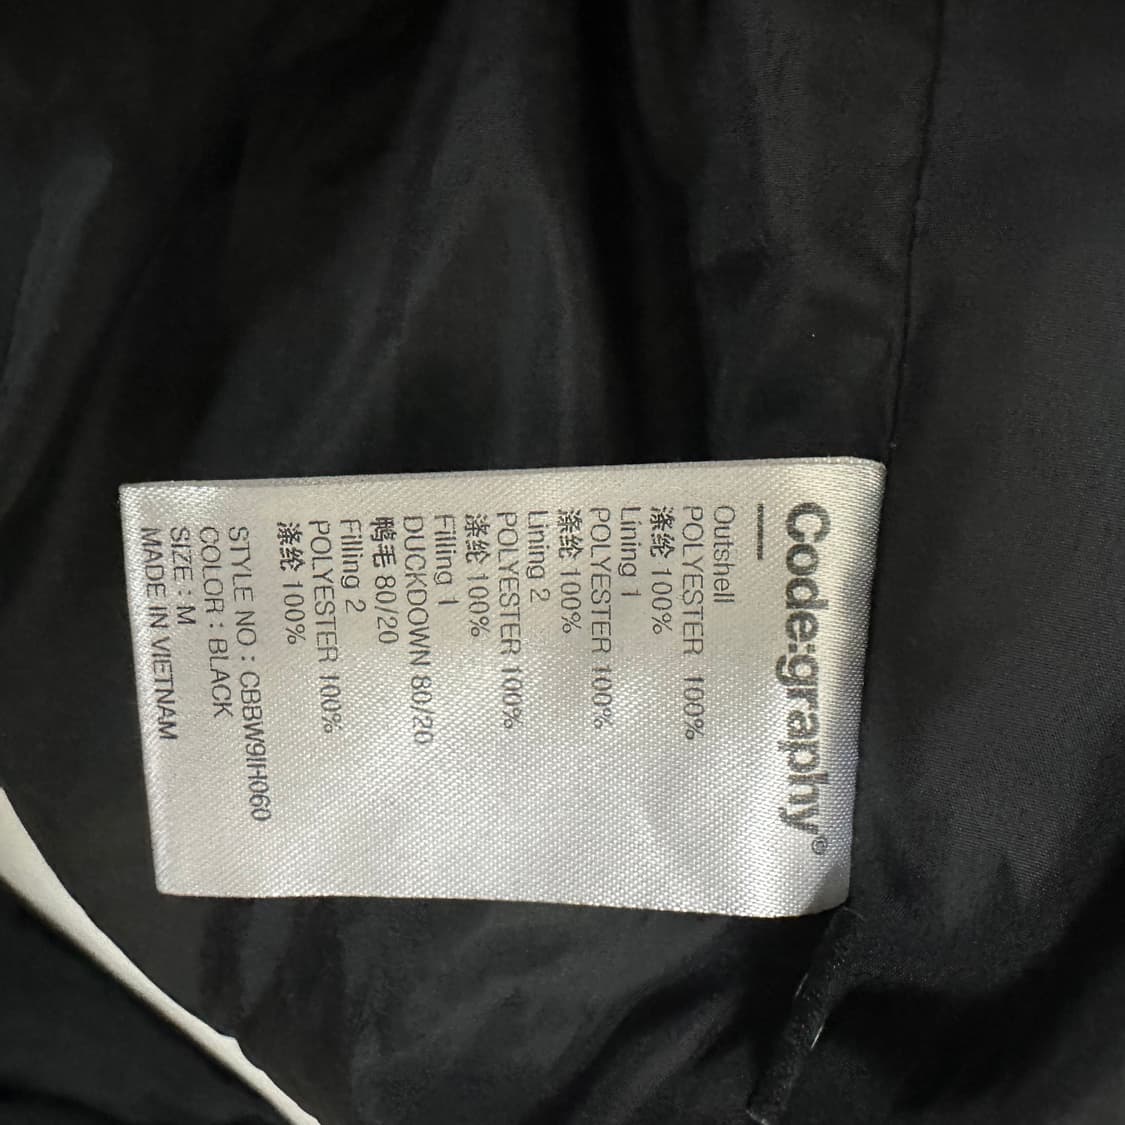 Code:graphy®
Outshell
POLYESTER 100%
涤纶 100%
Lining 1
POLYESTER 100%
涤纶 100%
Lining 2
POLYESTER 100%
涤纶 100%
Filling 1
DUCKDOWN 80/20
鸭毛 80/20
Filling 2
POLYESTER 100%
涤纶 100%
STYLE NO : CBBW9IH060
COLOR : BLACK
SIZE : M
MADE IN VIETNAM